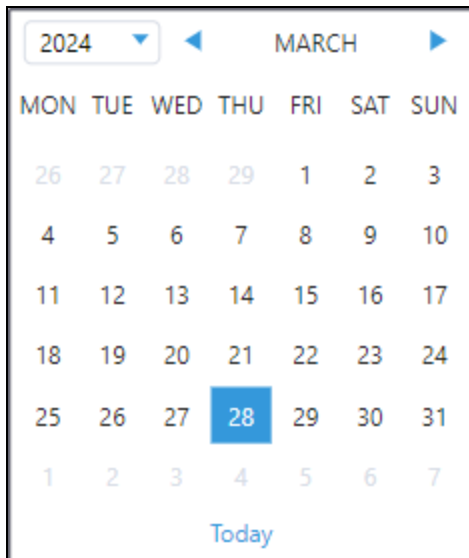 2024 MARCH
MON TUE WED THU FRI SAT SUN
26 27 28 29 1 2 3
4 5 6 7 8 9 10
11 12 13 14 15 16 17
18 19 20 21 22 23 24
25 26 27 28 29 30 31
1 2 3 4 5 6 7
Today